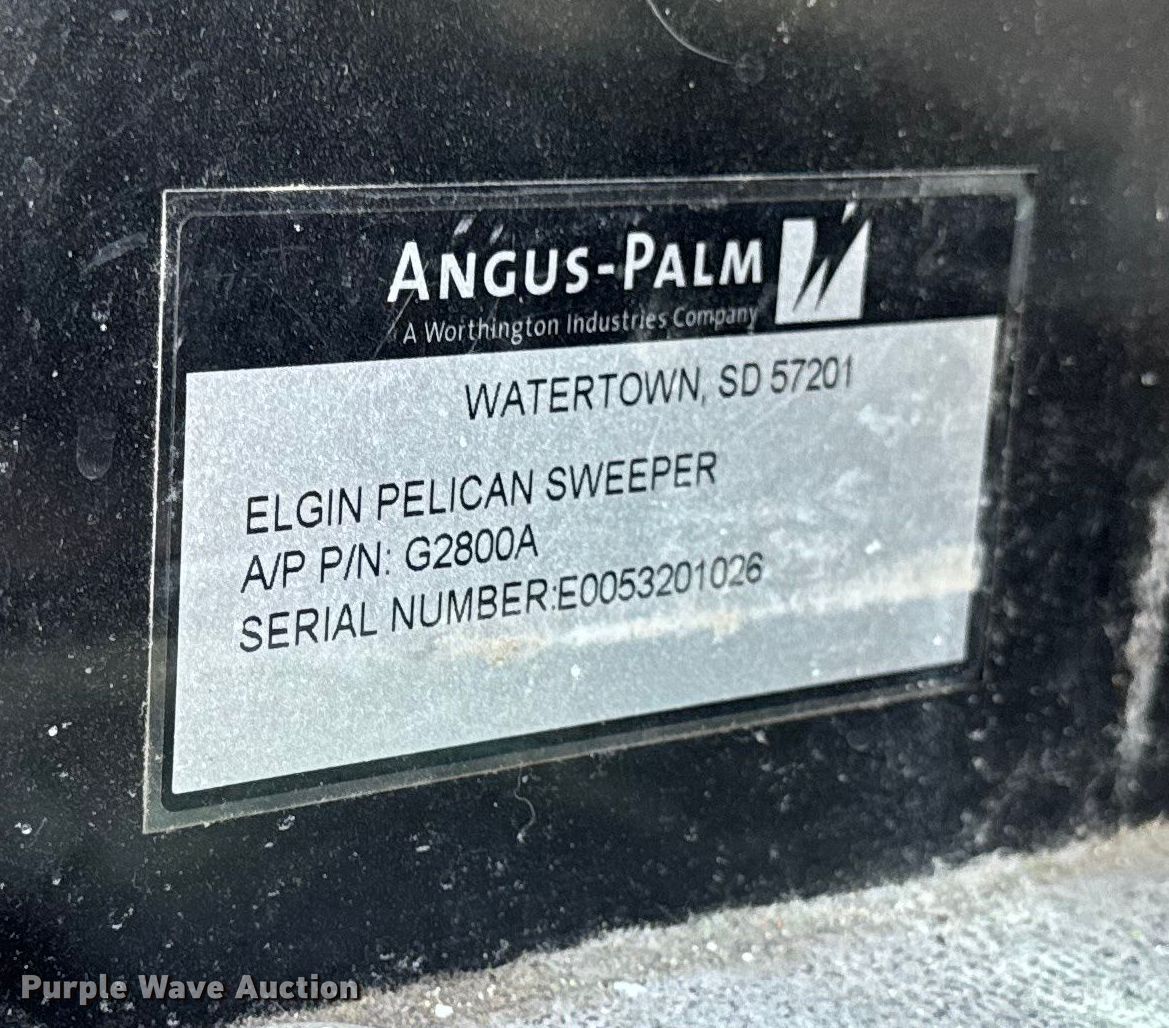 ANGUS-PALM
A Worthington Industries Company
WATERTOWN, SD 57201
ELGIN PELICAN SWEEPER
A/P P/N: G2800A
SERIAL NUMBER:E0053201026
Purple Wave Auction